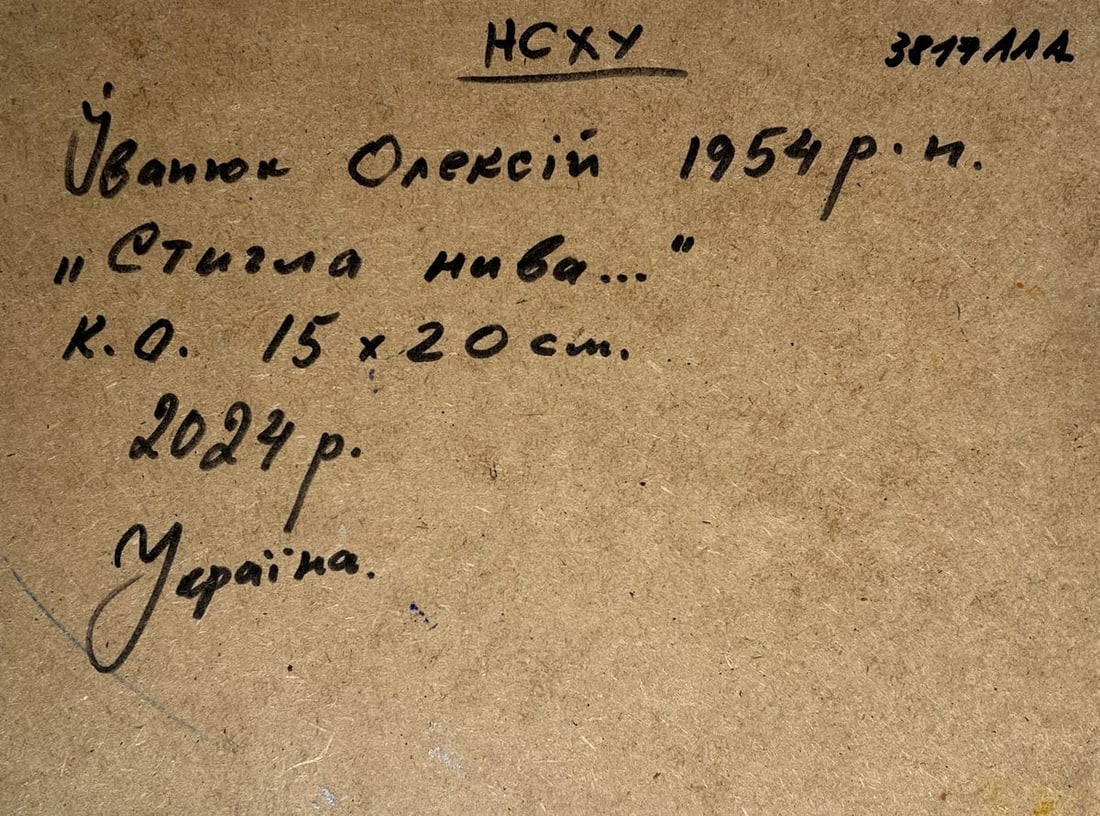 НСХУ
3817ЛЛА
Іванюк Олексій 1954 р. н.
„Стигла нива..."
К.О. 15 х 20 см.
2024 р.
Україна.